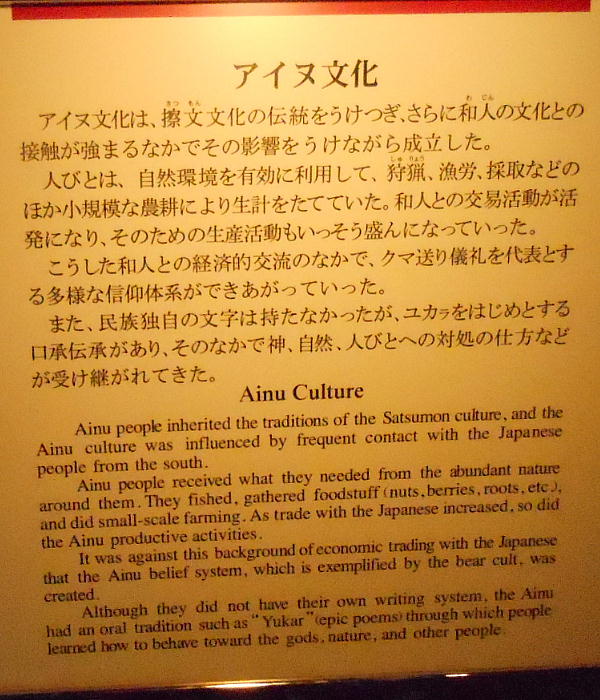 アイヌ文化
アイヌ文化は、擦文文化の伝統をうけつぎ、さらに和人の文化との
接触が強まるなかでその影響をうけながら成立した。
人びとは、自然環境を有効に利用して、狩猟、漁労、採取などの
ほか小規模な農耕により生計をたてていた。和人との交易活動が活
発になり、そのための生産活動もいっそう盛んになっていった。
こうした和人との経済的交流のなかで、クマ送り儀礼を代表とす
る多様な信仰体系ができあがっていった。
また、民族独自の文字は持たなかったが、ユカㇻをはじめとする
口承伝承があり、そのなかで神、自然、人びとへの対処の仕方など
が受け継がれてきた。
Ainu Culture
Ainu people inherited the traditions of the Satsumon culture, and the
Ainu culture was influenced by frequent contact with the Japanese
people from the south.
Ainu people received what they needed from the abundant nature
around them. They fished, gathered foodstuff (nuts, berries, roots, etc.),
and did small-scale farming. As trade with the Japanese increased, so did
the Ainu productive activities.
It was against this background of economic trading with the Japanese
that the Ainu belief system, which is exemplified by the bear cult, was
created.
Although they did not have their own writing system, the Ainu
had an oral tradition such as "Yukar" (epic poems) through which people
learned how to behave toward the gods, nature, and other people.